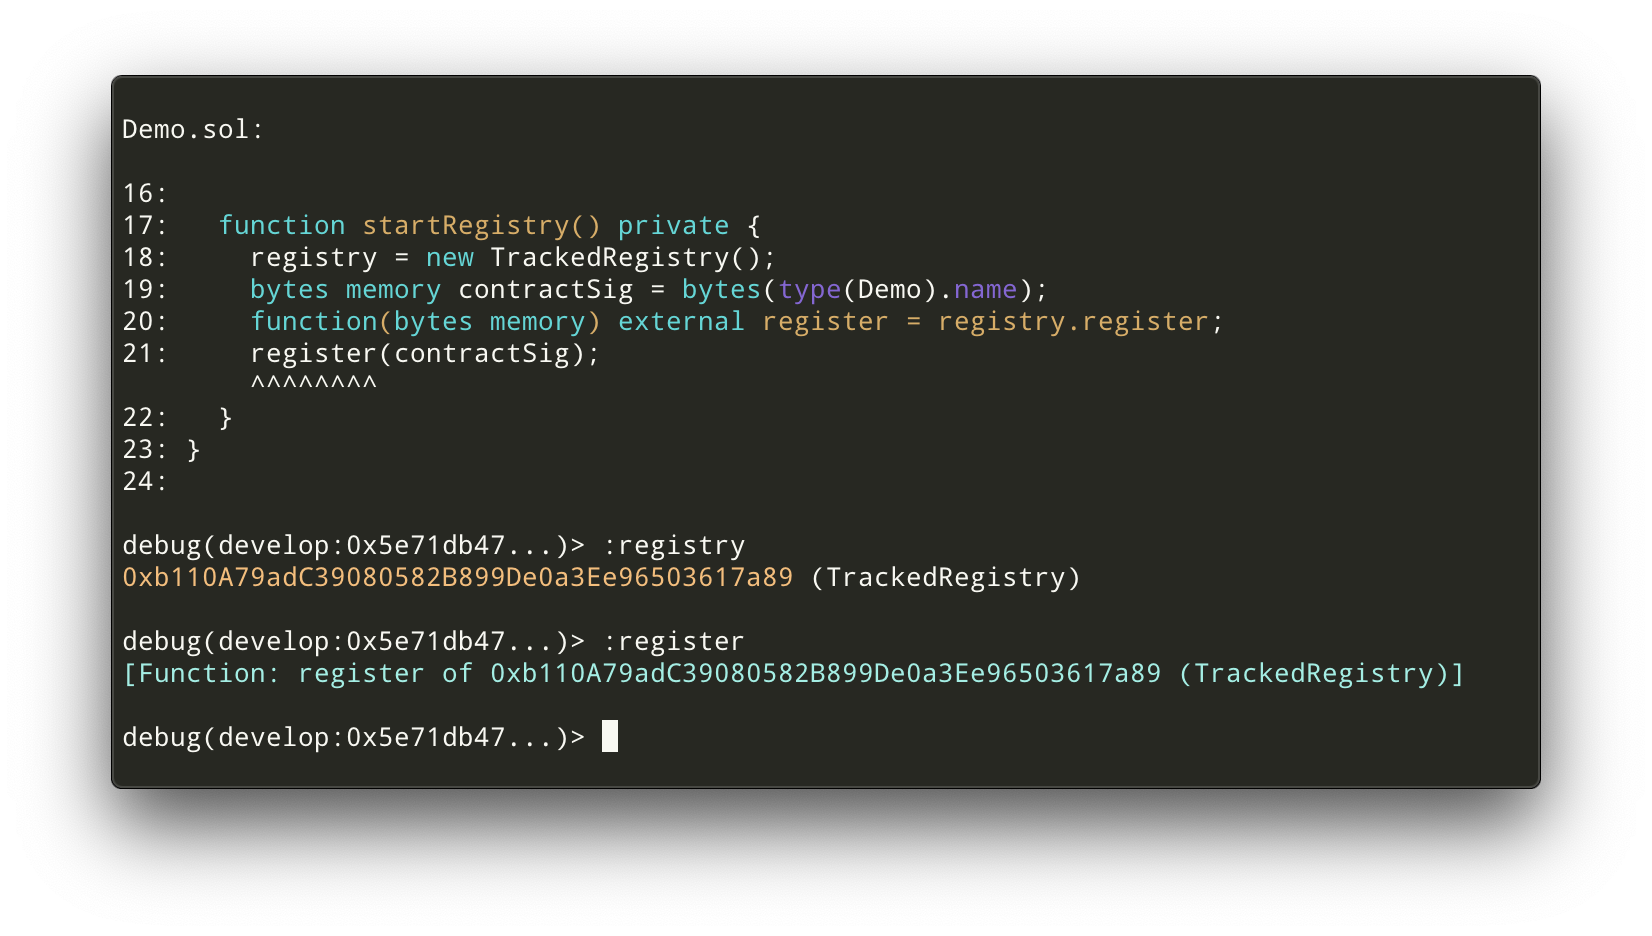 Demo.sol:
16:
17:   function startRegistry() private {
18:     registry = new TrackedRegistry();
19:     bytes memory contractSig = bytes(type(Demo).name);
20:     function(bytes memory) external register = registry.register;
21:     register(contractSig);
        ^^^^^^^^
22:   }
23: }
24:
debug(develop:0x5e71db47...)> :registry
0xb110A79adC39080582B899De0a3Ee96503617a89 (TrackedRegistry)
debug(develop:0x5e71db47...)> :register
[Function: register of 0xb110A79adC39080582B899De0a3Ee96503617a89 (TrackedRegistry)]
debug(develop:0x5e71db47...)>